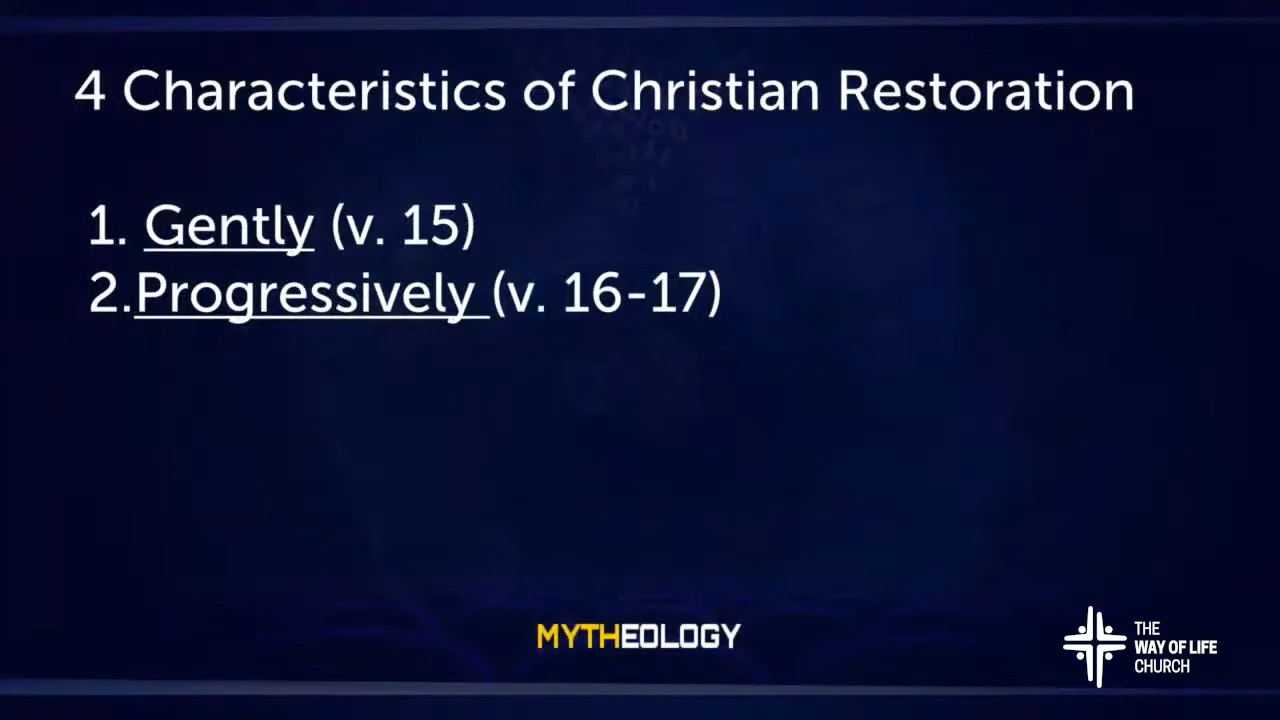 4 Characteristics of Christian Restoration
1. Gently (v. 15)
2.Progressively (v. 16-17)
MYTHEOLOGY
THE
WAY OF LIFE
CHURCH